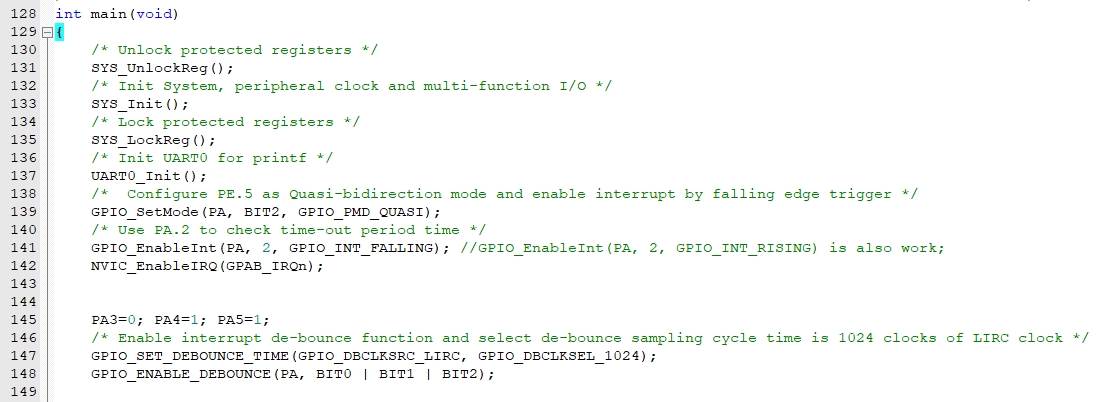 128 int main(void)
129 {
130 /* Unlock protected registers */
131 SYS_UnlockReg();
132 /* Init System, peripheral clock and multi-function I/O */
133 SYS_Init();
134 /* Lock protected registers */
135 SYS_LockReg();
136 /* Init UART0 for printf */
137 UART0_Init();
138 /*  Configure PE.5 as Quasi-bidirection mode and enable interrupt by falling edge trigger */
139 GPIO_SetMode(PA, BIT2, GPIO_PMD_QUASI);
140 /* Use PA.2 to check time-out period time */
141 GPIO_EnableInt(PA, 2, GPIO_INT_FALLING); //GPIO_EnableInt(PA, 2, GPIO_INT_RISING) is also work;
142 NVIC_EnableIRQ(GPAB_IRQn);
143
144
145 PA3=0; PA4=1; PA5=1;
146 /* Enable interrupt de-bounce function and select de-bounce sampling cycle time is 1024 clocks of LIRC clock */
147 GPIO_SET_DEBOUNCE_TIME(GPIO_DBCLKSRC_LIRC, GPIO_DBCLKSEL_1024);
148 GPIO_ENABLE_DEBOUNCE(PA, BIT0 | BIT1 | BIT2);
149